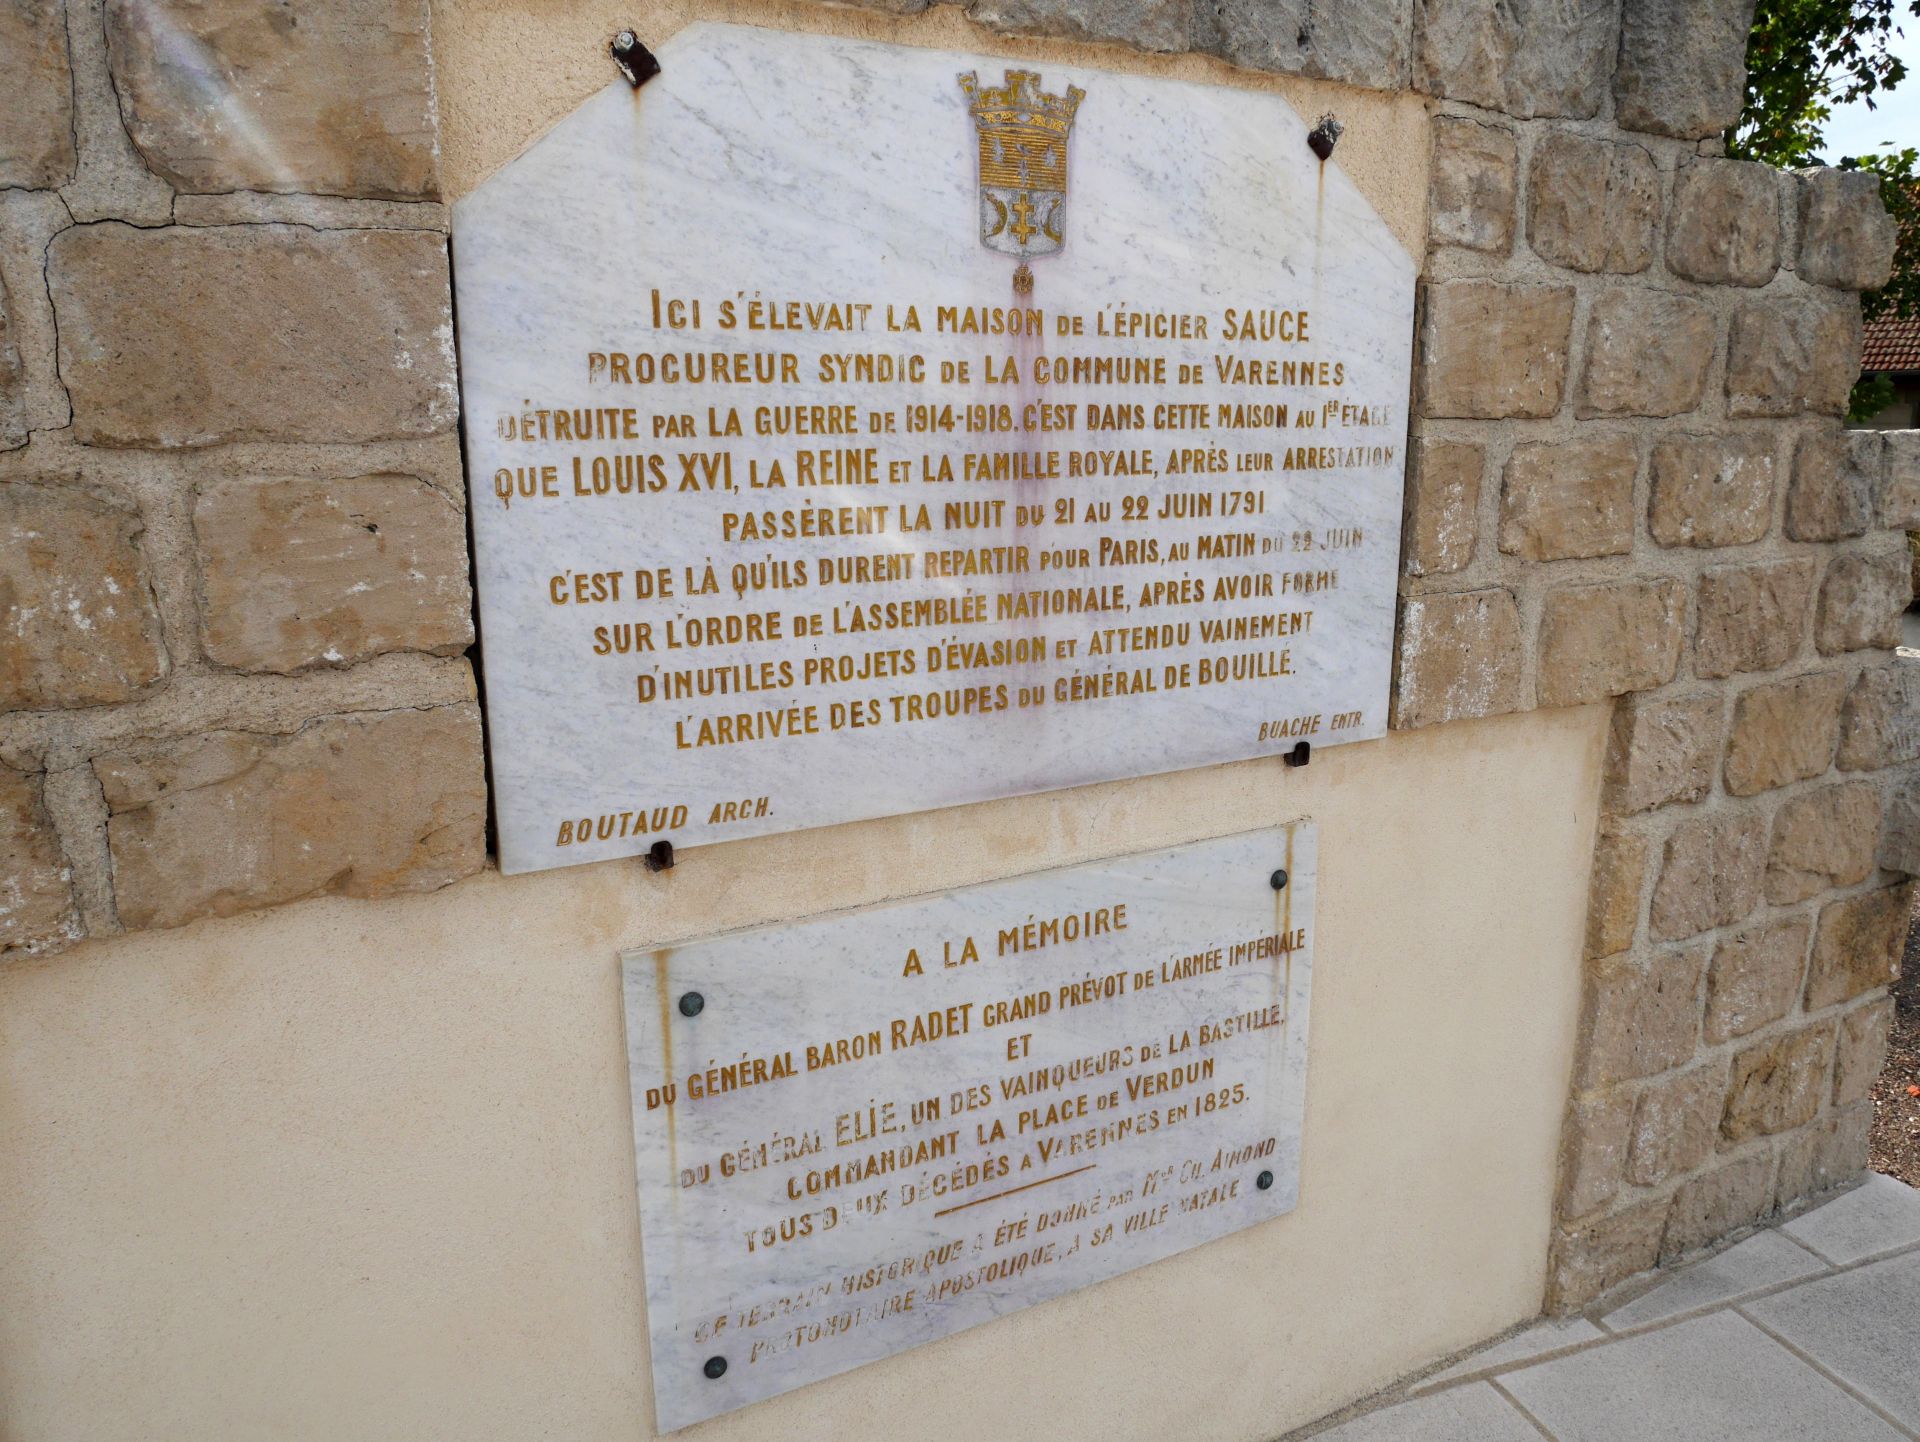 ICI S'ÉLEVAIT LA MAISON DE L'ÉPICIER SAUCE
PROCUREUR SYNDIC DE LA COMMUNE DE VARENNES
DÉTRUITE PAR LA GUERRE DE 1914-1918. C'EST DANS CETTE MAISON AU 1ER ÉTAGE
QUE LOUIS XVI, LA REINE ET LA FAMILLE ROYALE, APRÈS LEUR ARRESTATION
PASSÈRENT LA NUIT DU 21 AU 22 JUIN 1791
C'EST DE LÀ QU'ILS DURENT REPARTIR POUR PARIS, AU MATIN DU 22 JUIN
SUR L'ORDRE DE L'ASSEMBLÉE NATIONALE, APRÈS AVOIR FORMÉ
D'INUTILES PROJETS D'ÉVASION ET ATTENDU VAINEMENT
L'ARRIVÉE DES TROUPES DU GÉNÉRAL DE BOUILLÉ.
BUACHE ENTR.
BOUTAUD ARCH.
A LA MÉMOIRE
DU GÉNÉRAL BARON RADET GRAND PRÉVOT DE L'ARMÉE IMPÉRIALE
ET
DU GÉNÉRAL ELIE, UN DES VAINQUEURS DE LA BASTILLE,
COMMANDANT LA PLACE DE VERDUN
TOUS DEUX DÉCÉDÉS A VARENNES EN 1825.
CE TERRAIN HISTORIQUE A ÉTÉ DONNÉ PAR MGR CH. AIMOND
PROTONOTAIRE APOSTOLIQUE, A SA VILLE NATALE